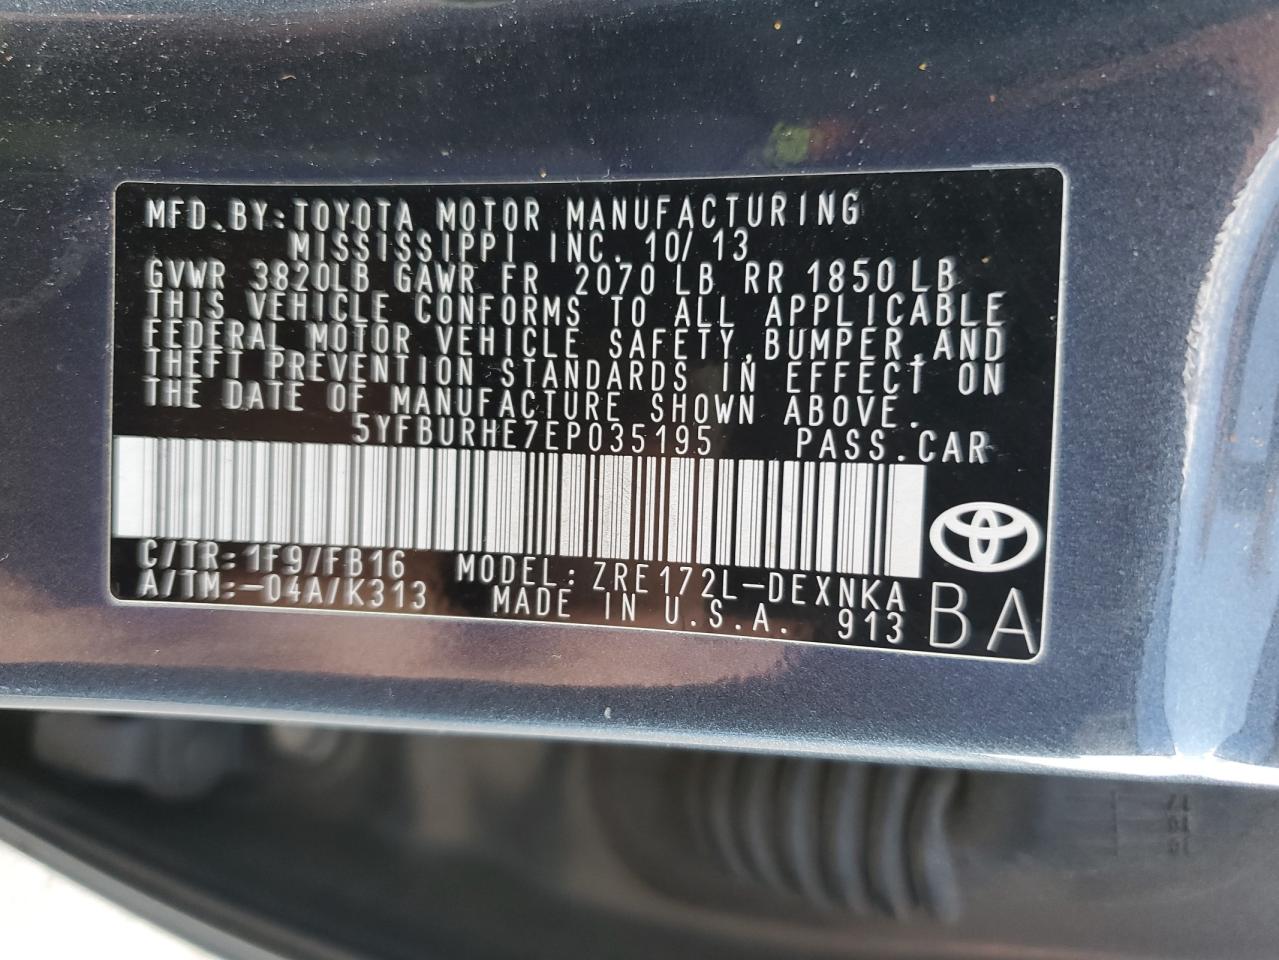 MFD.BY:TOYOTA MOTOR MANUFACTURING
MISSISSIPPI INC. 10/13
GVWR 3820LB GAWR FR 2070 LB RR 1850 LB
THIS VEHICLE CONFORMS TO ALL APPLICABLE
FEDERAL MOTOR VEHICLE SAFETY,BUMPER,AND
THEFT PREVENTION STANDARDS IN EFFECT ON
THE DATE OF MANUFACTURE SHOWN ABOVE.
5YFBURHE7EP035195 PASS.CAR
C/TR:1F9/FB16 MODEL:ZRE172L-DEXNKA
A/TM:-04A/K313 MADE IN U.S.A. 913 BA